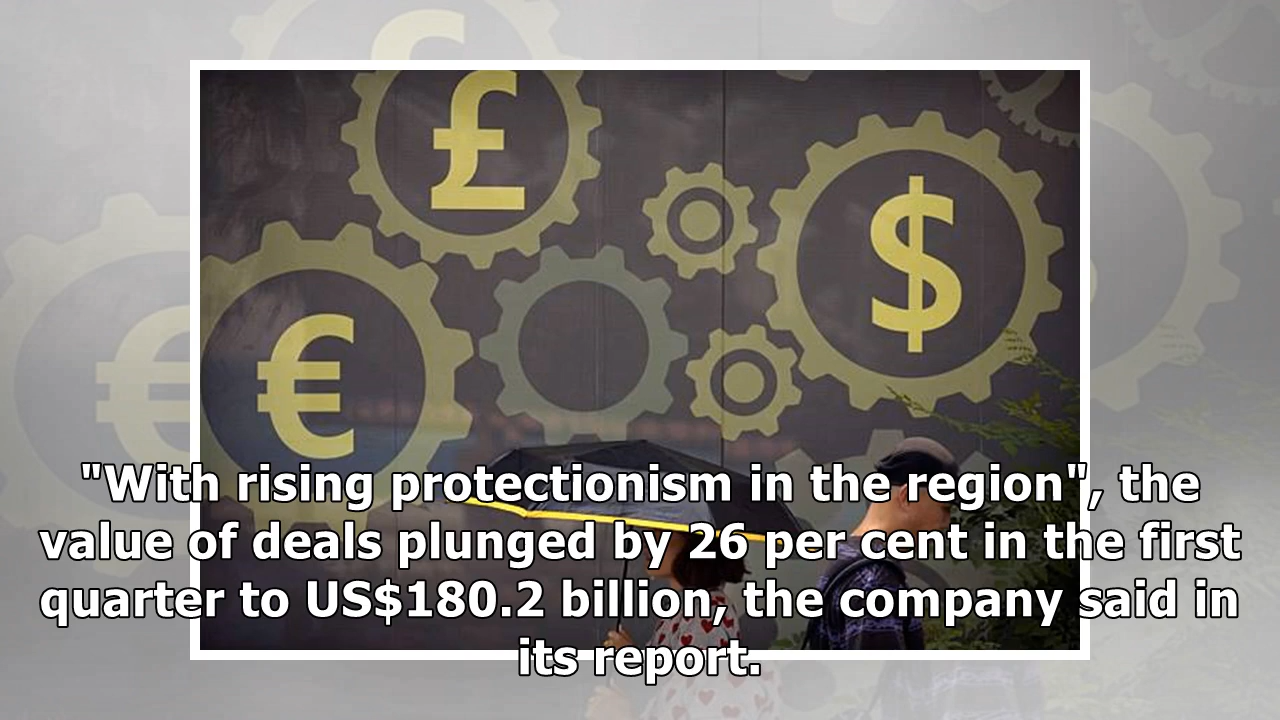 £
$
€
"With rising protectionism in the region", the
value of deals plunged by 26 per cent in the first
quarter to US$180.2 billion, the company said in
its report.